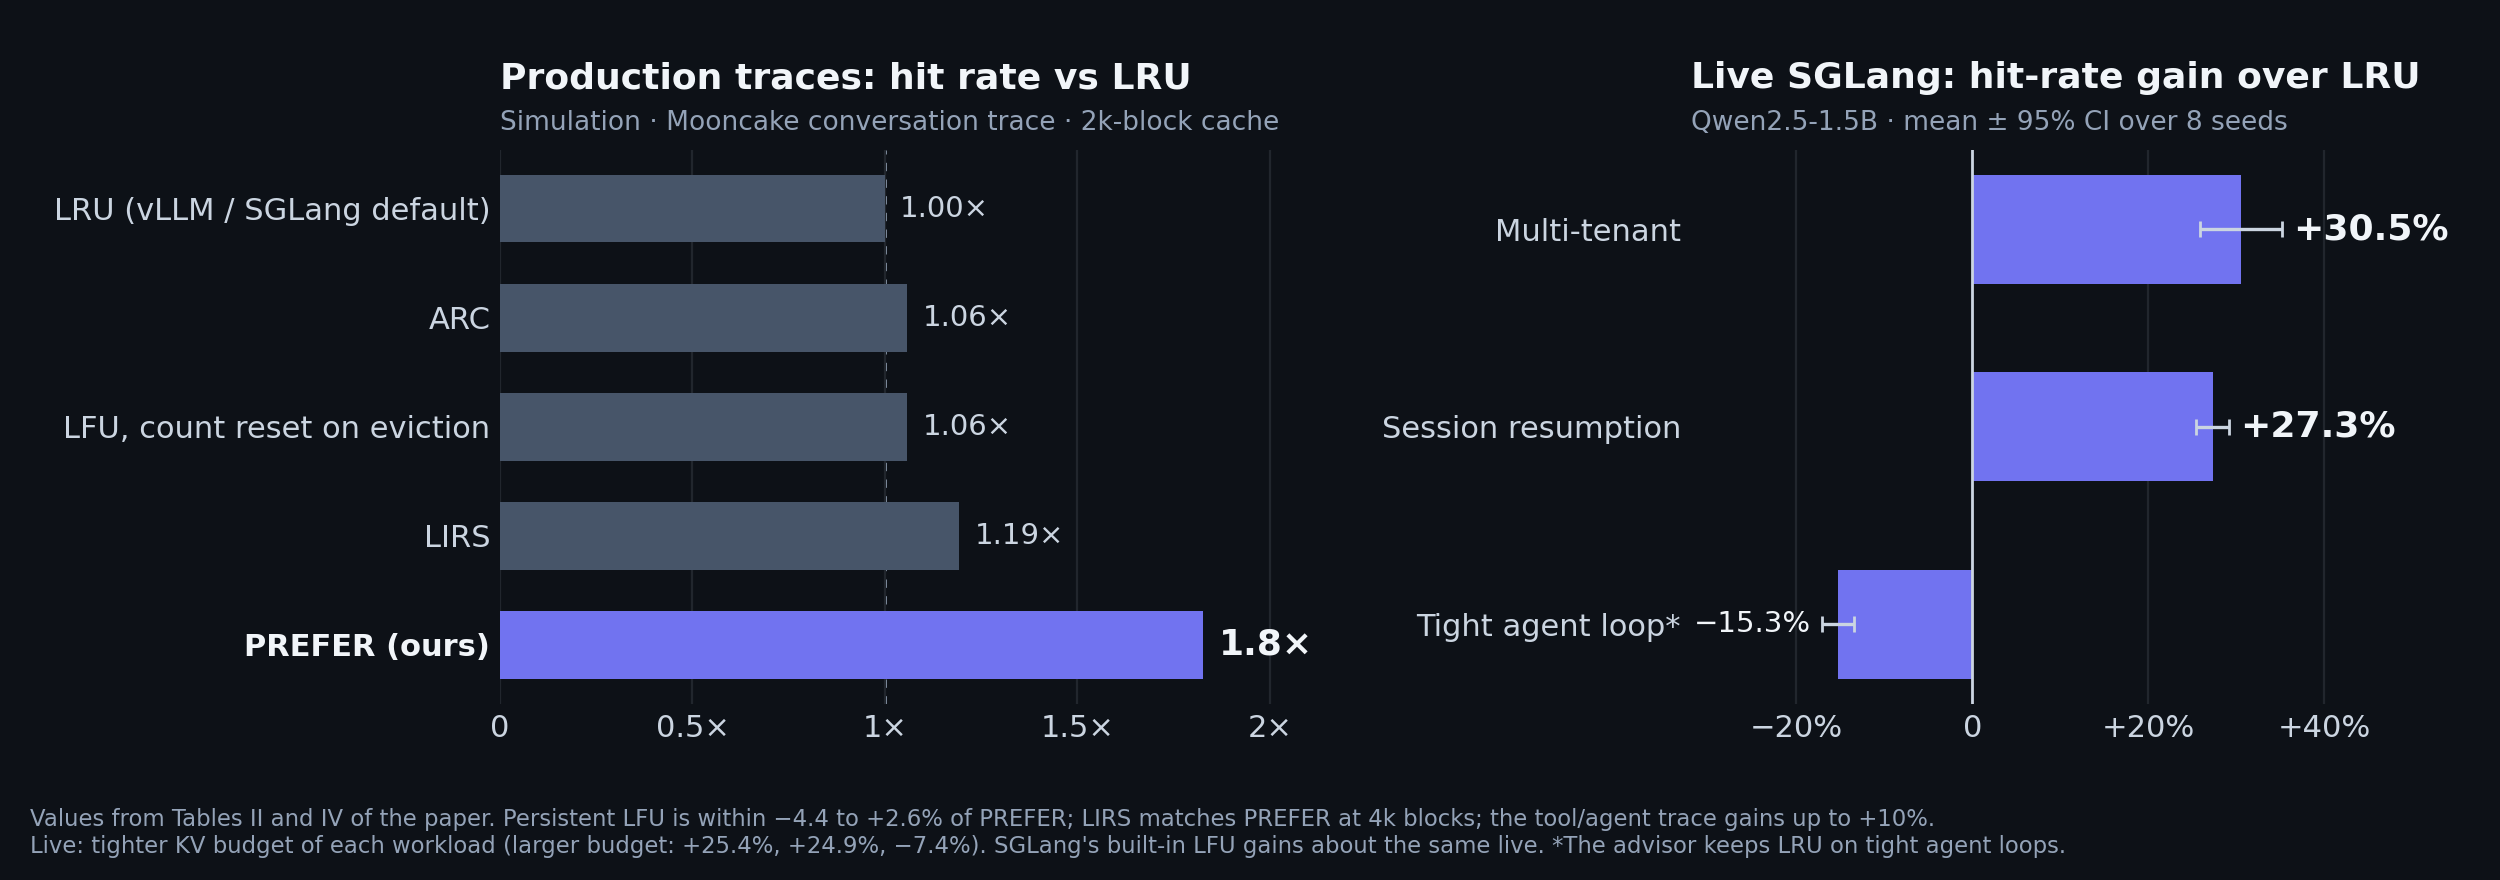 Production traces: hit rate vs LRU
Simulation · Mooncake conversation trace · 2k-block cache
LRU (vLLM / SGLang default)
1.00×
ARC
1.06×
LFU, count reset on eviction
1.06×
LIRS
1.19×
PREFER (ours)
1.8×
0
0.5×
1×
1.5×
2×
Live SGLang: hit-rate gain over LRU
Qwen2.5-1.5B · mean ± 95% CI over 8 seeds
Multi-tenant
+30.5%
Session resumption
+27.3%
Tight agent loop*
−15.3%
−20%
0
+20%
+40%
Values from Tables II and IV of the paper. Persistent LFU is within −4.4 to +2.6% of PREFER; LIRS matches PREFER at 4k blocks; the tool/agent trace gains up to +10%.
Live: tighter KV budget of each workload (larger budget: +25.4%, +24.9%, −7.4%). SGLang's built-in LFU gains about the same live. *The advisor keeps LRU on tight agent loops.